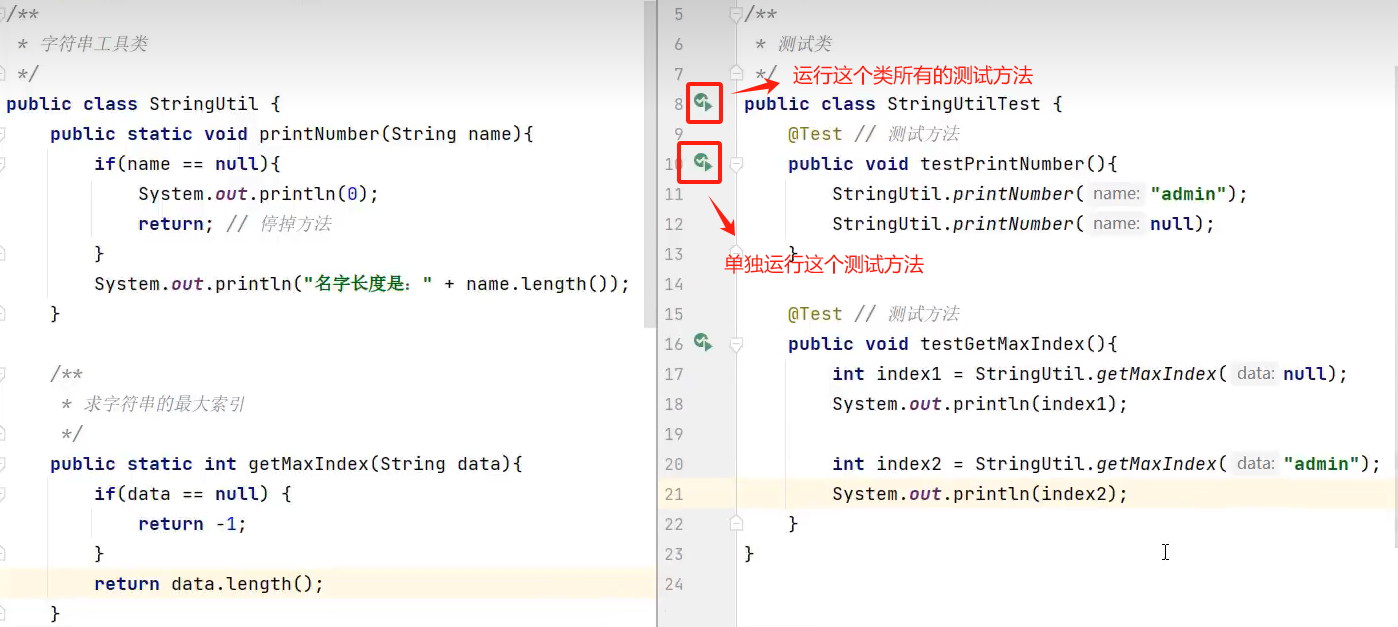 /**
* 字符串工具类
*/
public class StringUtil {
public static void printNumber(String name){
if(name == null){
System.out.println(0);
return; // 停掉方法
}
System.out.println("名字长度是：" + name.length());
}
/**
* 求字符串的最大索引
*/
public static int getMaxIndex(String data){
if(data == null) {
return -1;
}
return data.length();
}
5 /**
6 * 测试类
7 */ 运行这个类所有的测试方法
8 public class StringUtilTest {
9 @Test // 测试方法
10 public void testPrintNumber(){
11 StringUtil.printNumber( name: "admin");
12 StringUtil.printNumber( name: null);
13 }
单独运行这个测试方法
14
15 @Test // 测试方法
16 public void testGetMaxIndex(){
17 int index1 = StringUtil.getMaxIndex( data: null);
18 System.out.println(index1);
19
20 int index2 = StringUtil.getMaxIndex( data: "admin");
21 System.out.println(index2);
22 }
23 }
24